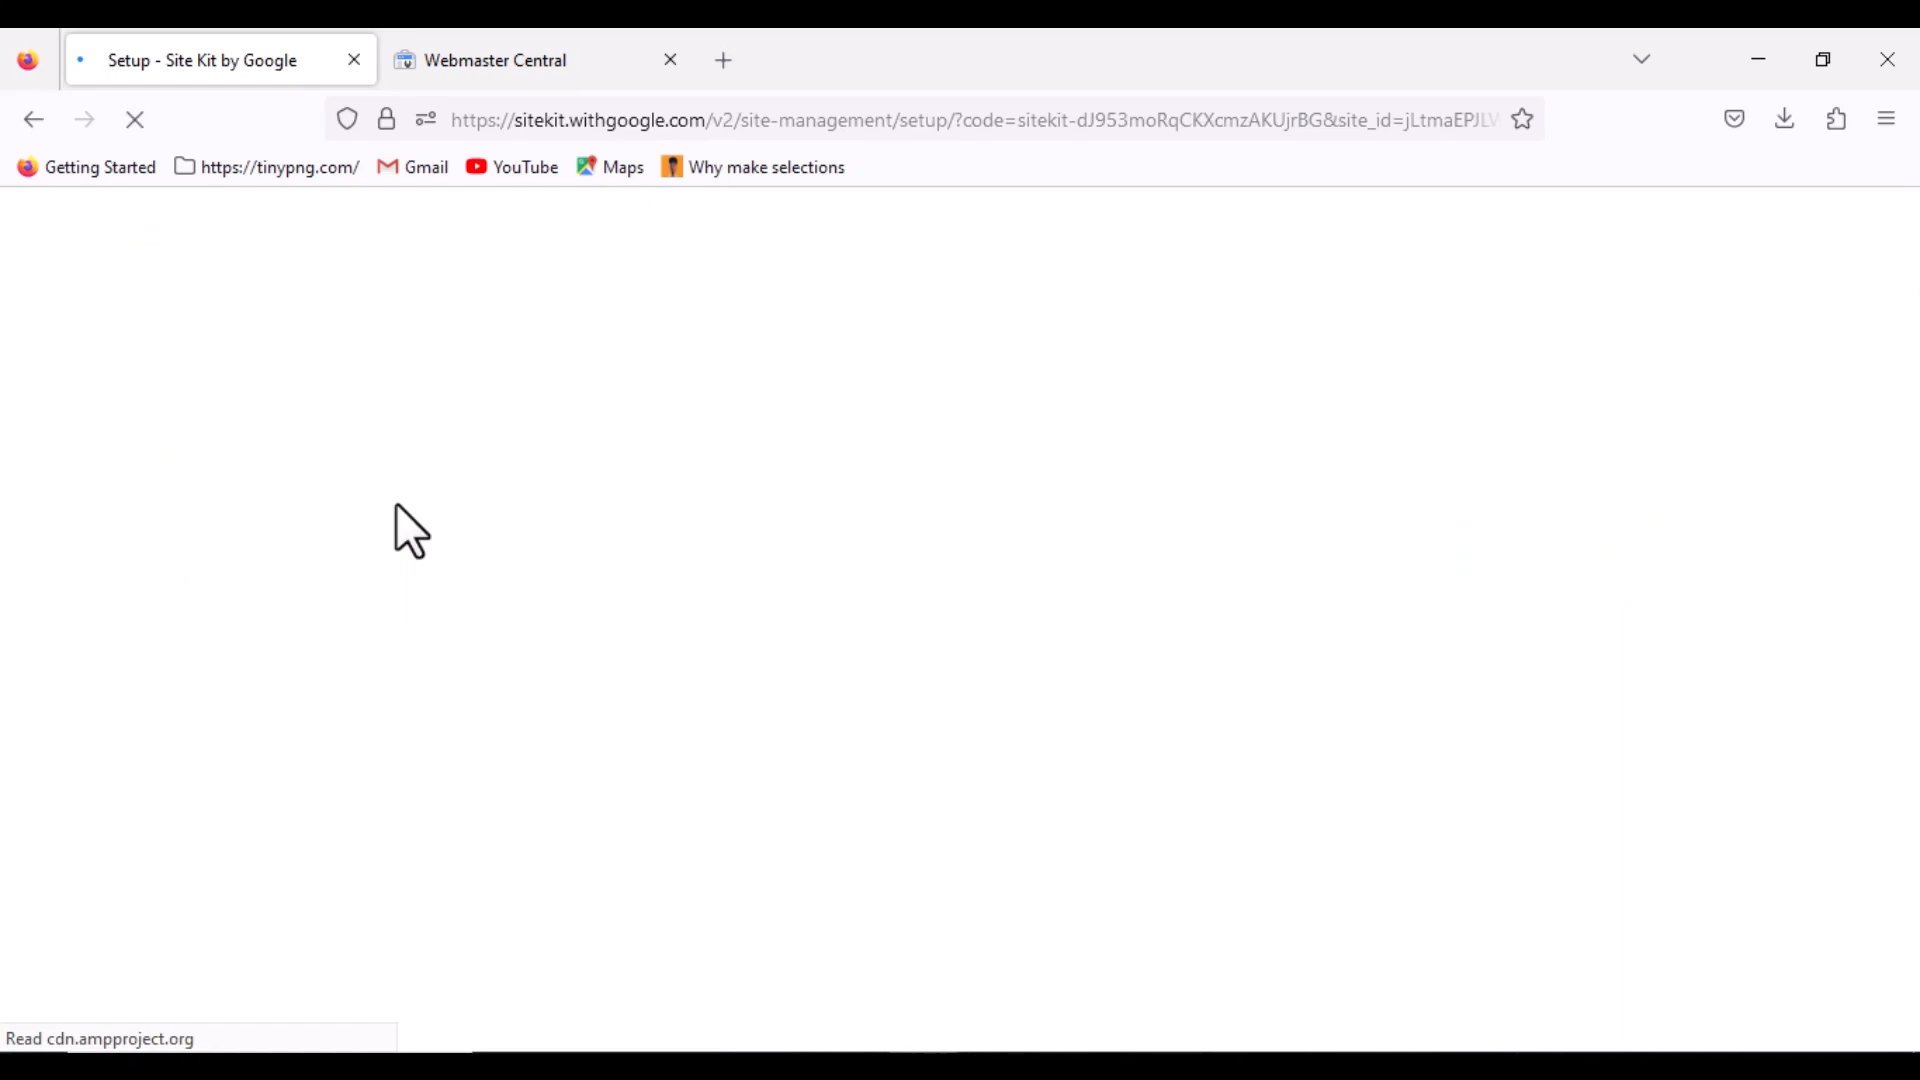 Setup - Site Kit by Google
Webmaster Central
https://sitekit.withgoogle.com/v2/site-management/setup/?code=sitekit-dJ953moRqCKXcmzAKUjrBG&site_id=jLtmaEPJLV
Getting Started
https://tinypng.com/
Gmail
YouTube
Maps
Why make selections
Read cdn.ampproject.org